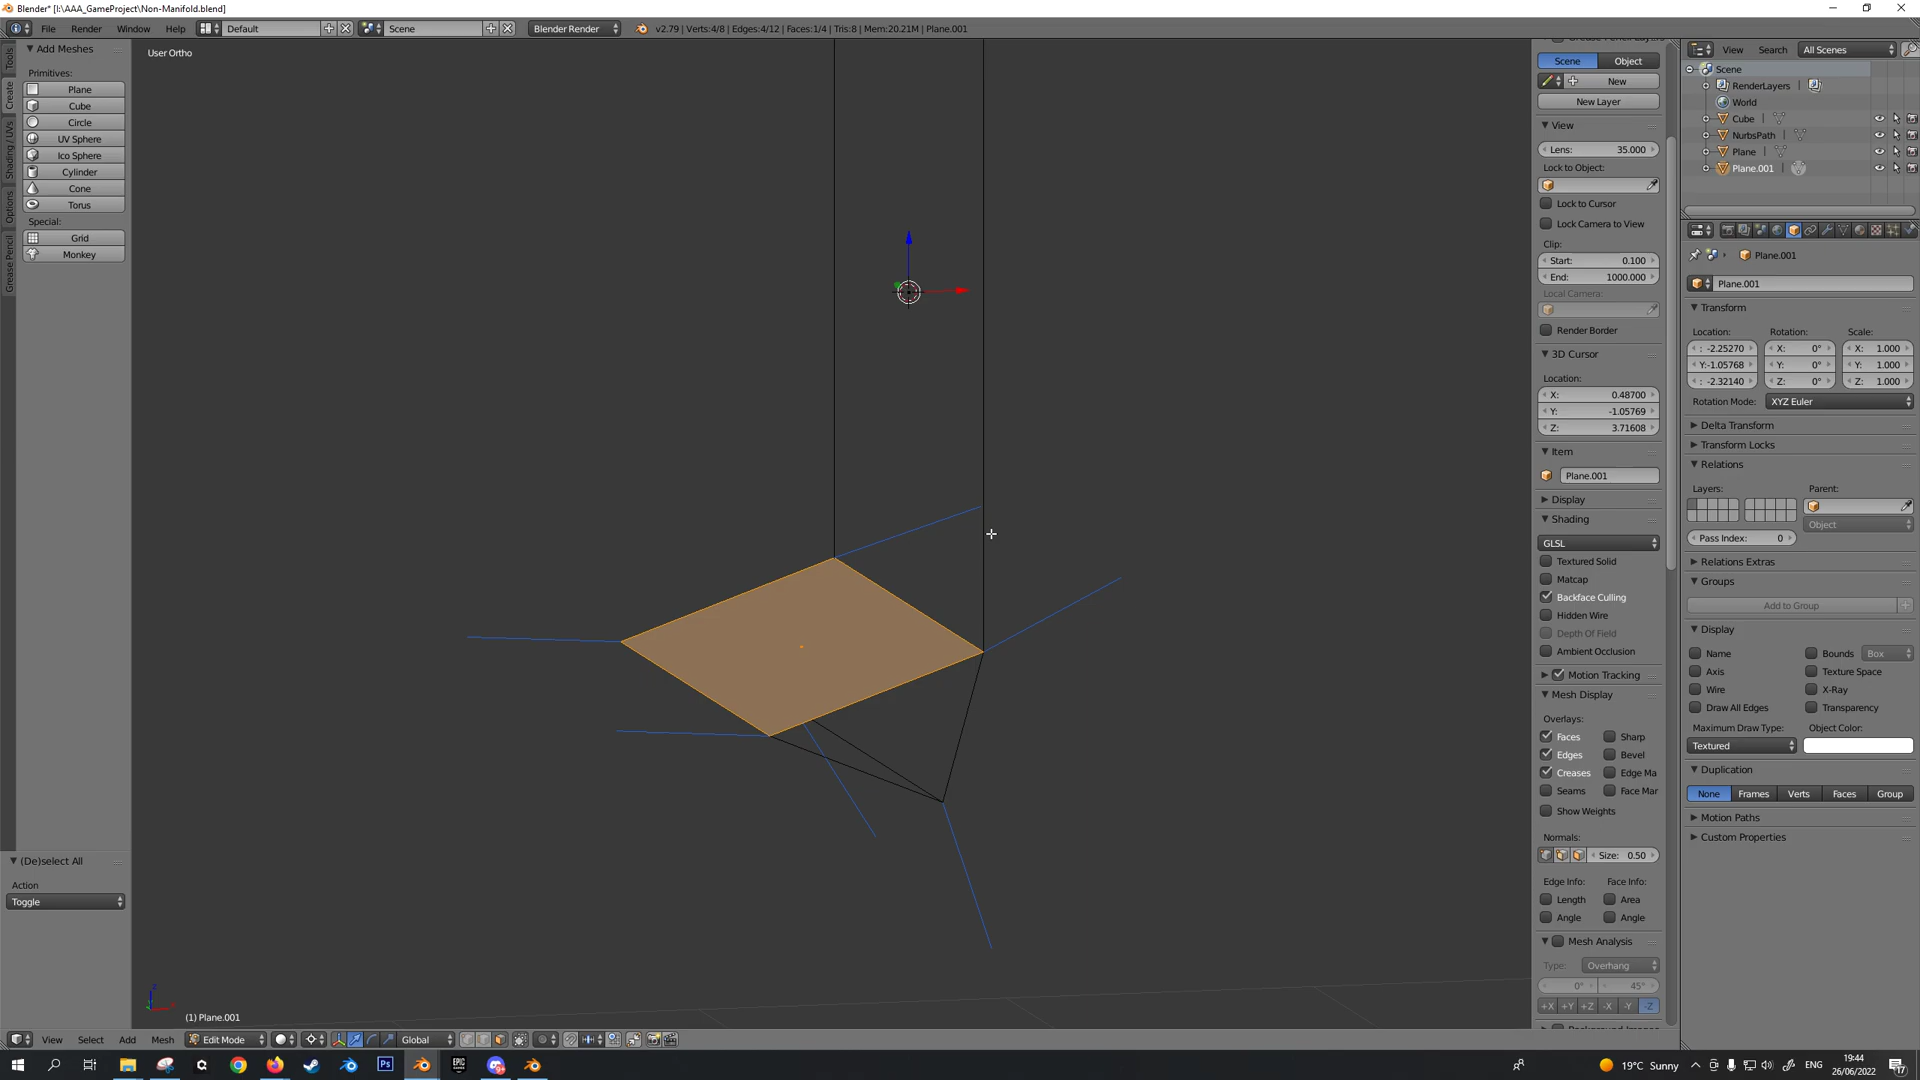 Blender* [I:\AAA_GameProject\Non-Manifold.blend]
File Render Window Help Default Scene Blender Render v2.79 | Verts:4/8 | Edges:4/12 | Faces:1/4 | Tris:8 | Mem:20.21M | Plane.001
Tools
Create
Shading / UVs
Options
Grease Pencil
Add Meshes
Primitives:
Plane
Cube
Circle
UV Sphere
Ico Sphere
Cylinder
Cone
Torus
Special:
Grid
Monkey
(De)select All
Action
Toggle
User Ortho
(1) Plane.001
View Select Add Mesh Edit Mode Global
Scene Object
New
New Layer
View
Lens: 35.000
Lock to Object:
Lock to Cursor
Lock Camera to View
Clip:
Start: 0.100
End: 1000.000
Local Camera:
Render Border
3D Cursor
Location:
X: 0.48700
Y: -1.05769
Z: 3.71608
Item
Plane.001
Display
Shading
GLSL
Textured Solid
Matcap
Backface Culling
Hidden Wire
Depth Of Field
Ambient Occlusion
Motion Tracking
Mesh Display
Overlays:
Faces Sharp
Edges Bevel
Creases Edge Ma
Seams Face Mar
Show Weights
Normals:
Size: 0.50
Edge Info: Face Info:
Length Area
Angle Angle
Mesh Analysis
Type: Overhang
0° 45°
+X +Y +Z -X -Y -Z
View Search All Scenes
Scene
RenderLayers
World
Cube
NurbsPath
Plane
Plane.001
Plane.001
Plane.001
Transform
Location: Rotation: Scale:
: -2.25270 X: 0° X: 1.000
Y:-1.05768 Y: 0° Y: 1.000
: -2.32140 Z: 0° Z: 1.000
Rotation Mode: XYZ Euler
Delta Transform
Transform Locks
Relations
Layers: Parent:
Object
Pass Index: 0
Relations Extras
Groups
Add to Group
Display
Name Bounds Box
Axis Texture Space
Wire X-Ray
Draw All Edges Transparency
Maximum Draw Type: Object Color:
Textured
Duplication
None Frames Verts Faces Group
Motion Paths
Custom Properties
19°C Sunny ENG 19:44
26/06/2022